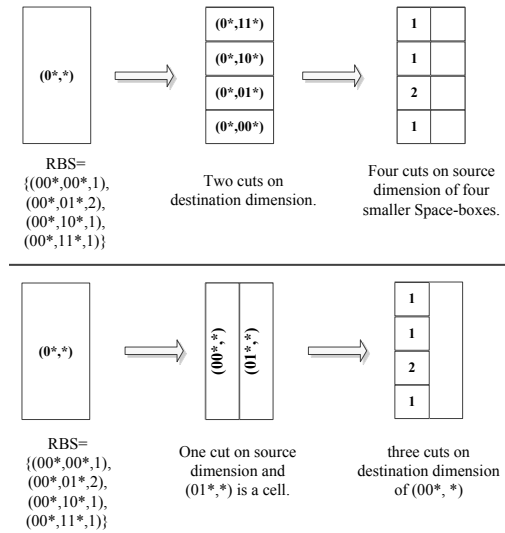 (0*,*)
(0*,11*)
(0*,10*)
(0*,01*)
(0*,00*)
1
1
2
1
RBS=
{(00*,00*,1),
(00*,01*,2),
(00*,10*,1),
(00*,11*,1)}
Two cuts on
destination dimension.
Four cuts on source
dimension of four
smaller Space-boxes.
(0*,*)
(00*,*)
(01*,*)
1
1
2
1
RBS=
{(00*,00*,1),
(00*,01*,2),
(00*,10*,1),
(00*,11*,1)}
One cut on source
dimension and
(01*,*) is a cell.
three cuts on
destination dimension
of (00*, *)